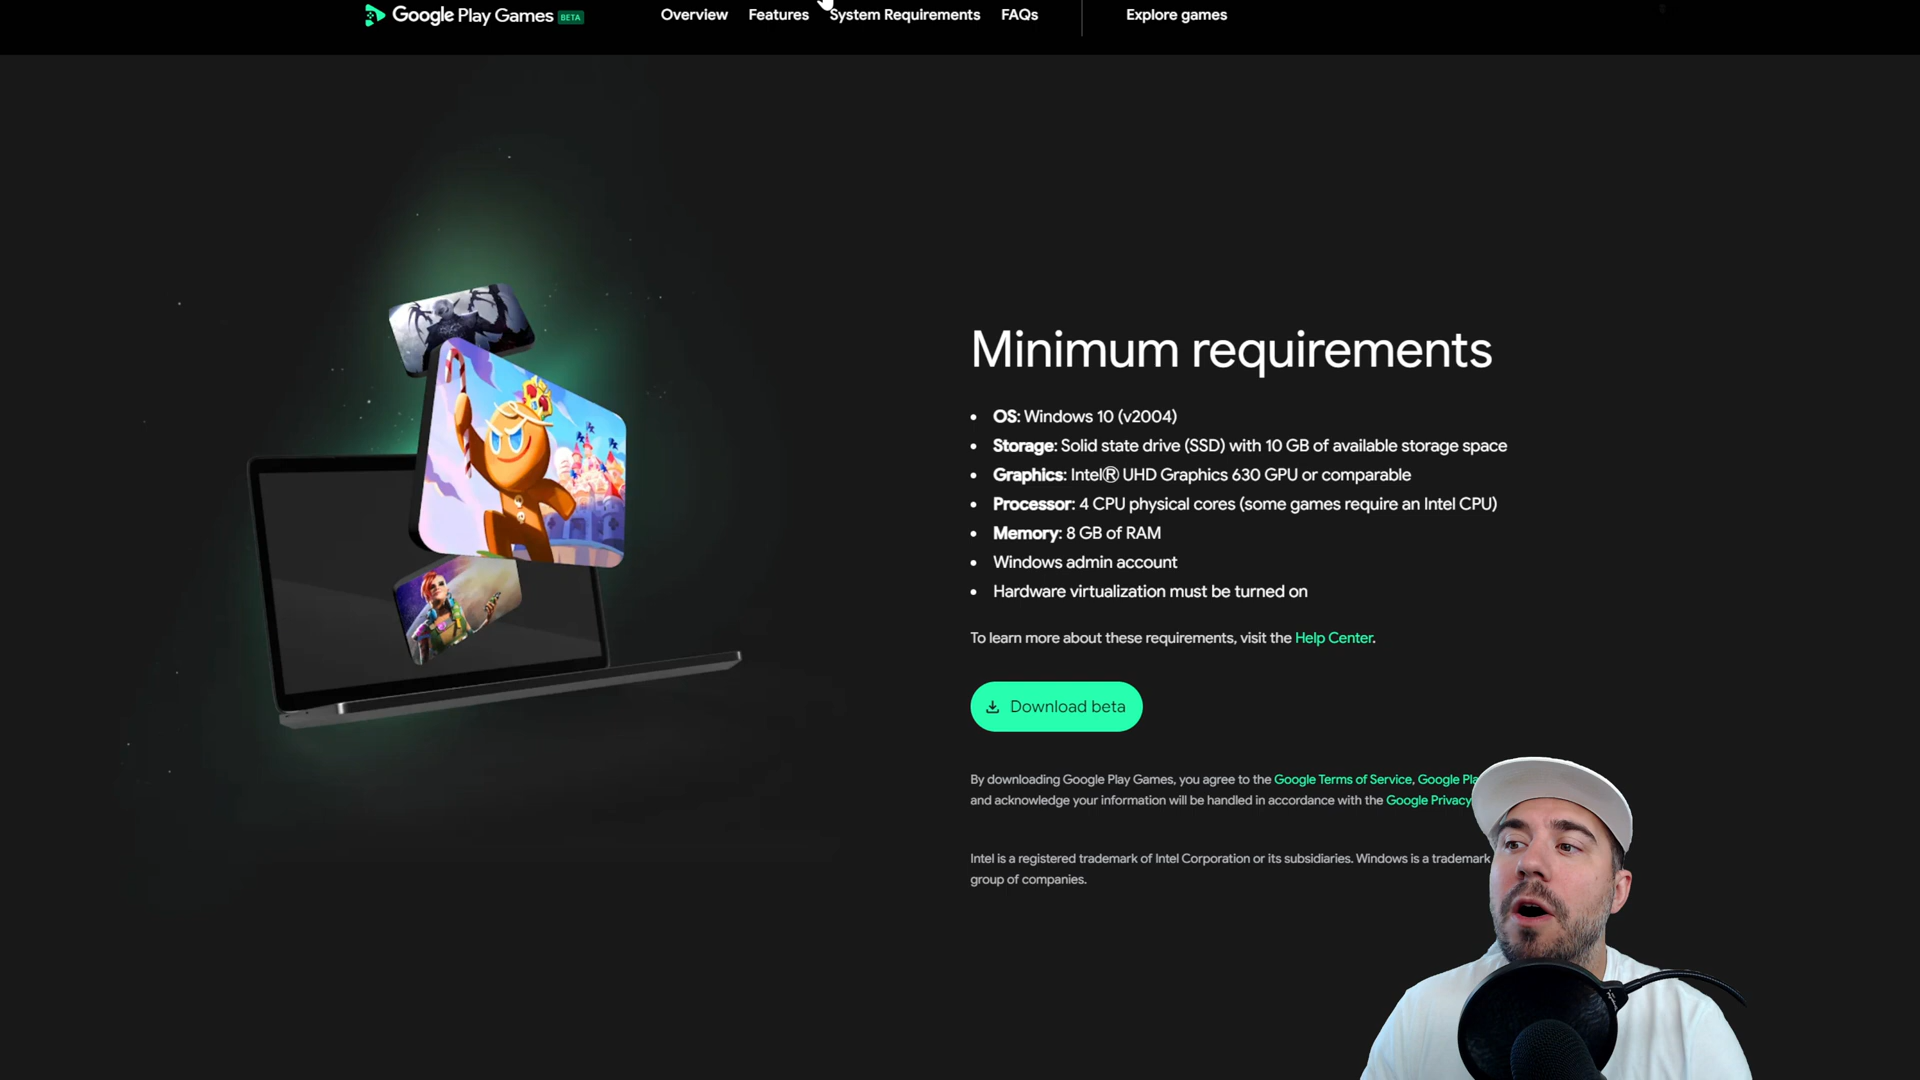 Google Play Games BETA
Overview Features System Requirements FAQs Explore games
Minimum requirements
• OS: Windows 10 (v2004)
• Storage: Solid state drive (SSD) with 10 GB of available storage space
• Graphics: Intel® UHD Graphics 630 GPU or comparable
• Processor: 4 CPU physical cores (some games require an Intel CPU)
• Memory: 8 GB of RAM
• Windows admin account
• Hardware virtualization must be turned on
To learn more about these requirements, visit the Help Center.
Download beta
By downloading Google Play Games, you agree to the Google Terms of Service, Google
and acknowledge your information will be handled in accordance with the Google Privacy
Intel is a registered trademark of Intel Corporation or its subsidiaries. Windows is a trademark
group of companies.